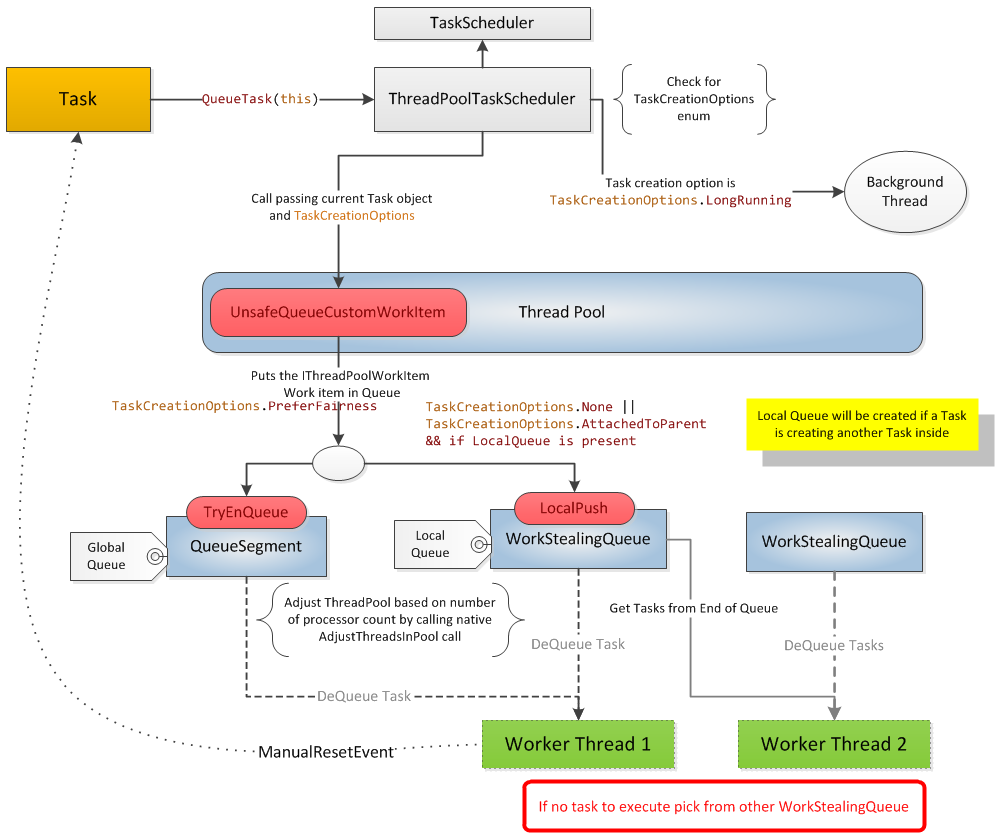 TaskScheduler
Task
QueueTask(this)
ThreadPoolTaskScheduler
Check for
TaskCreationOptions
enum
Task creation option is
TaskCreationOptions.LongRunning
Background
Thread
Call passing current Task object
and TaskCreationOptions
UnsafeQueueCustomWorkItem
Thread Pool
Puts the IThreadPoolWorkItem
Work item in Queue
TaskCreationOptions.PreferFairness
TaskCreationOptions.None ||
TaskCreationOptions.AttachedToParent
&& if LocalQueue is present
Local Queue will be created if a Task
is creating another Task inside
TryEnQueue
QueueSegment
Global
Queue
LocalPush
WorkStealingQueue
Local
Queue
WorkStealingQueue
Adjust ThreadPool based on number
of processor count by calling native
AdjustThreadsInPool call
Get Tasks from End of Queue
DeQueue Task
DeQueue Tasks
DeQueue Task
ManualResetEvent
Worker Thread 1
Worker Thread 2
If no task to execute pick from other WorkStealingQueue